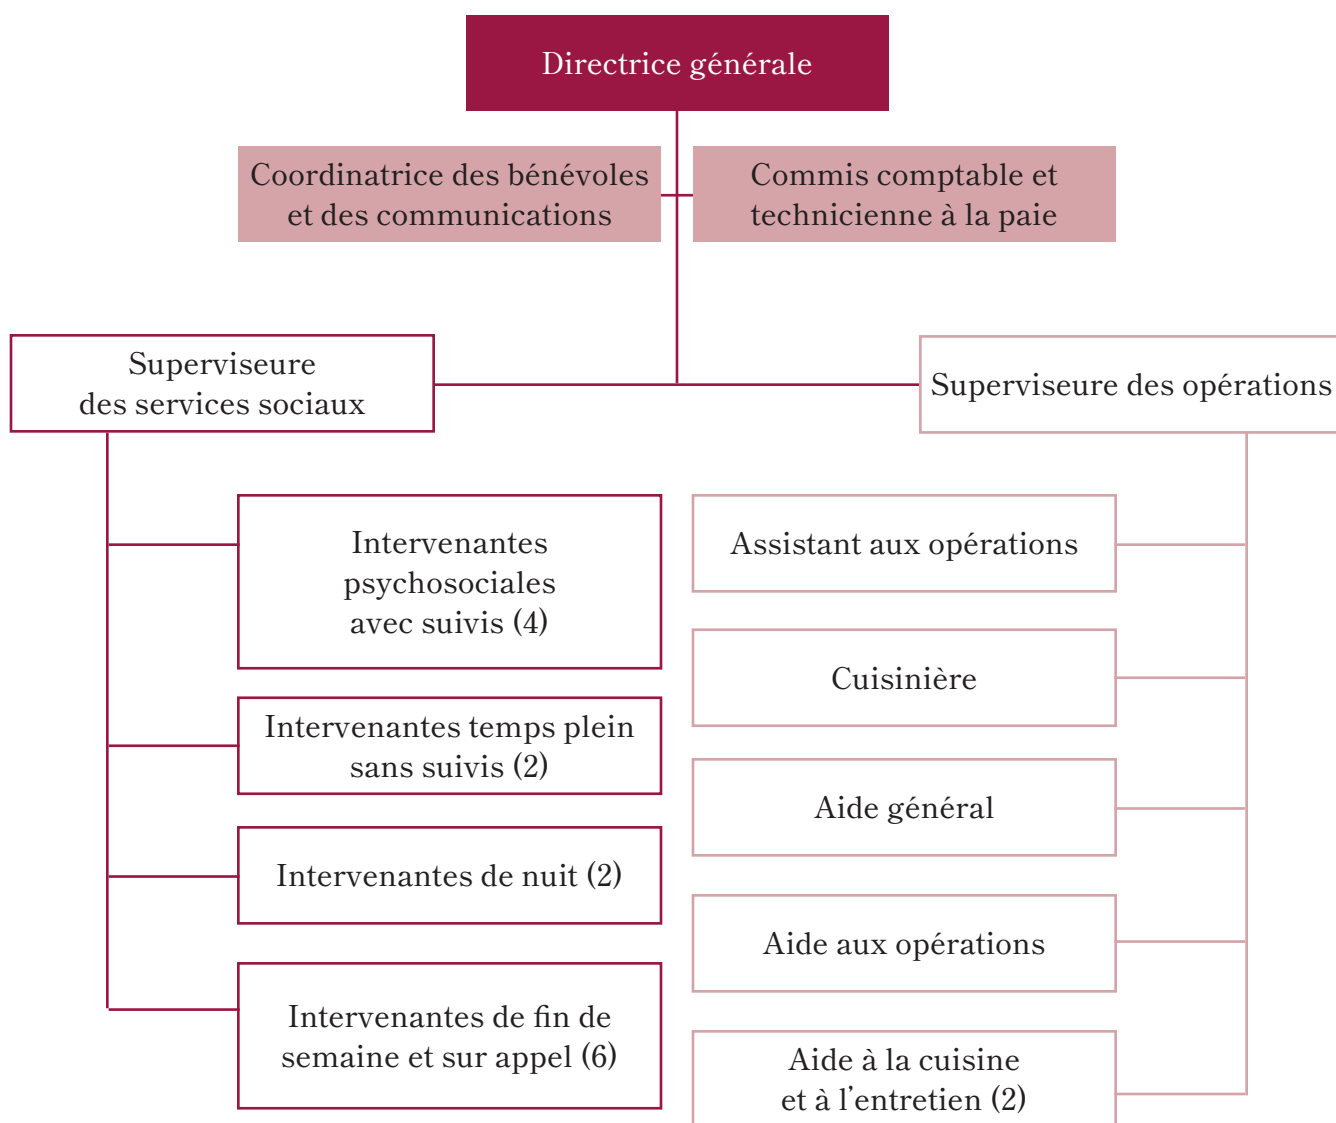 Directrice générale
Coordinatrice des bénévoles
et des communications
Commis comptable et
technicienne à la paie
Superviseure
des services sociaux
Superviseure des opérations
Intervenantes
psychosociales
avec suivis (4)
Intervenantes temps plein
sans suivis (2)
Intervenantes de nuit (2)
Intervenantes de fin de
semaine et sur appel (6)
Assistant aux opérations
Cuisinière
Aide général
Aide aux opérations
Aide à la cuisine
et à l’entretien (2)